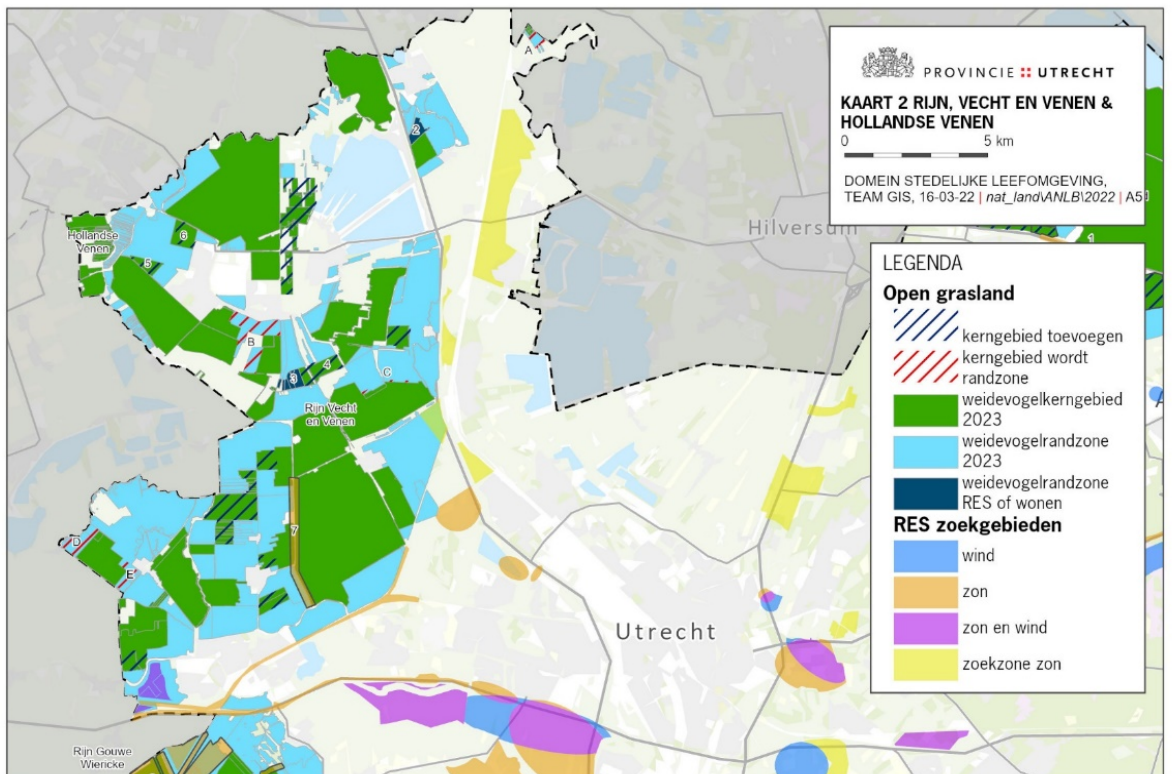 PROVINCIE UTRECHT
KAART 2 RIJN, VECHT EN VENEN &
HOLLANDSE VENEN
0 5 km
DOMEIN STEDELIJKE LEEFOMGEVING,
TEAM GIS, 16-03-22 | nat_land\ANLB\2022 | A5
LEGENDA
Open grasland
kerngebied toevoegen
kerngebied wordt
randzone
weidevogelkerngebied
2023
weidevogelrandzone
2023
weidevogelrandzone
RES of wonen
RES zoekgebieden
wind
zon
zon en wind
zoekzone zon
A
2
Hilversum
1
Hollandse
Venen
6
5
B
4
3
C
Rijn Vecht
en Venen
7
D
E
Utrecht
Rijn Gouwe
Wiericke